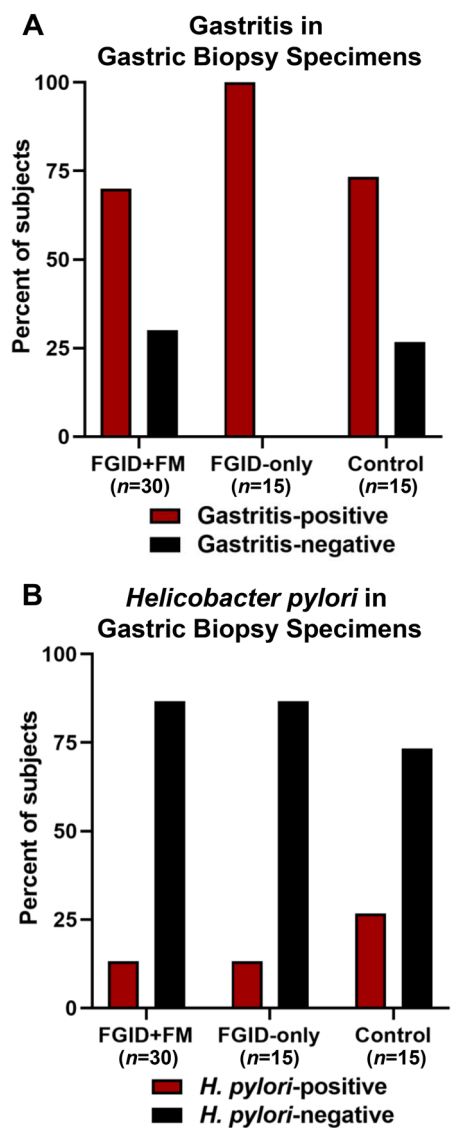 A
Gastritis in
Gastric Biopsy Specimens
Percent of subjects
100
75
50
25
0
FGID+FM FGID-only Control
(n=30) (n=15) (n=15)
Gastritis-positive
Gastritis-negative
B
Helicobacter pylori in
Gastric Biopsy Specimens
Percent of subjects
100
75
50
25
0
FGID+FM FGID-only Control
(n=30) (n=15) (n=15)
H. pylori-positive
H. pylori-negative